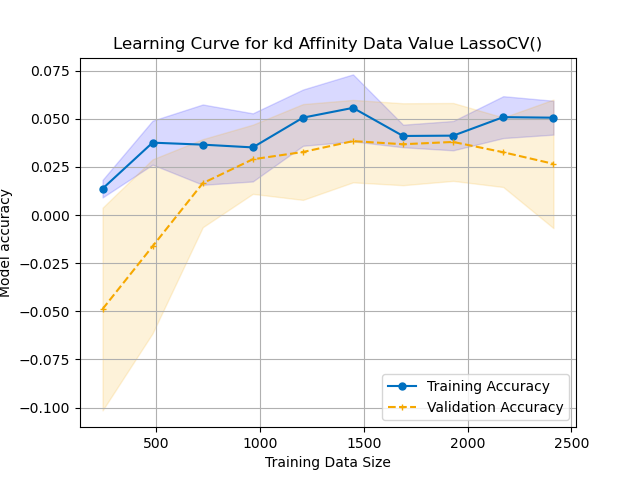 Learning Curve for kd Affinity Data Value LassoCV()
0.075
0.050
0.025
0.000
−0.025
−0.050
−0.075
−0.100
Model accuracy
500
1000
1500
2000
2500
Training Data Size
Training Accuracy
Validation Accuracy